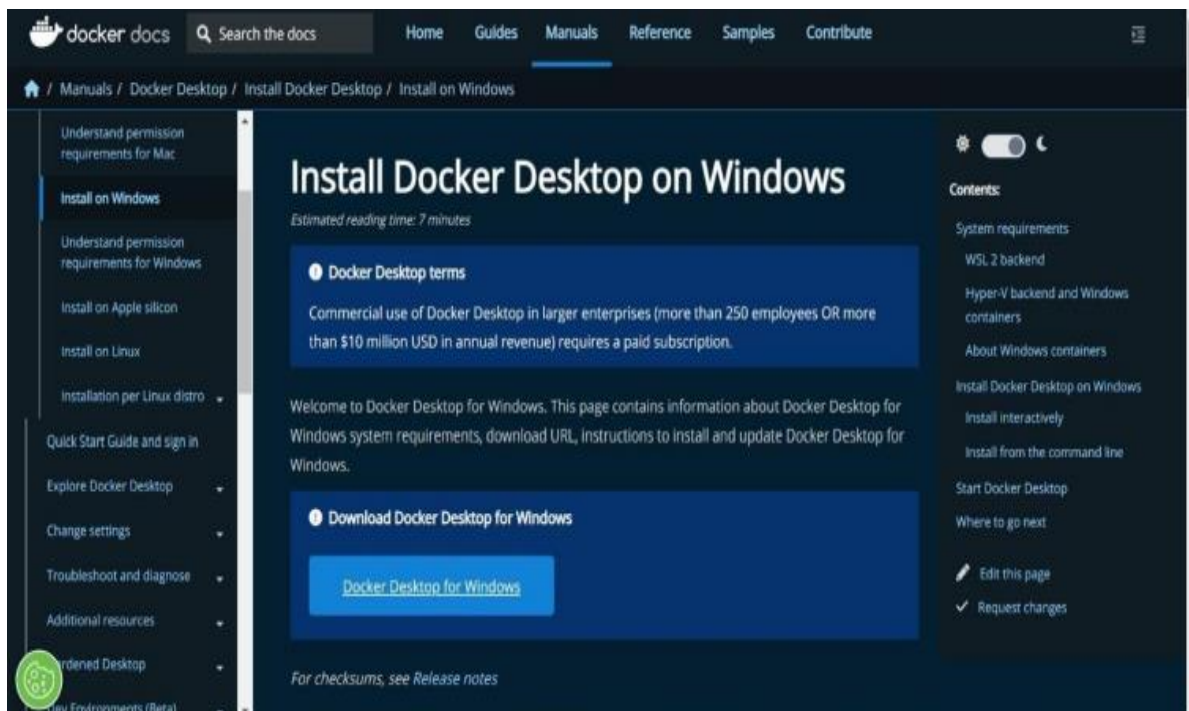 docker docs
Search the docs
Home Guides Manuals Reference Samples Contribute
/ Manuals / Docker Desktop / Install Docker Desktop / Install on Windows
Understand permission
requirements for Mac
Install on Windows
Understand permission
requirements for Windows
Install on Apple silicon
Install on Linux
Installation per Linux distro
Quick Start Guide and sign in
Explore Docker Desktop
Change settings
Troubleshoot and diagnose
Additional resources
rdened Desktop
Dev Environments (Beta)
Install Docker Desktop on Windows
Estimated reading time: 7 minutes
Docker Desktop terms
Commercial use of Docker Desktop in larger enterprises (more than 250 employees OR more
than $10 million USD in annual revenue) requires a paid subscription.
Welcome to Docker Desktop for Windows. This page contains information about Docker Desktop for
Windows system requirements, download URL, instructions to install and update Docker Desktop for
Windows.
Download Docker Desktop for Windows
Docker Desktop for Windows
For checksums, see Release notes
Contents:
System requirements
WSL 2 backend
Hyper-V backend and Windows
containers
About Windows containers
Install Docker Desktop on Windows
Install interactively
Install from the command line
Start Docker Desktop
Where to go next
Edit this page
Request changes